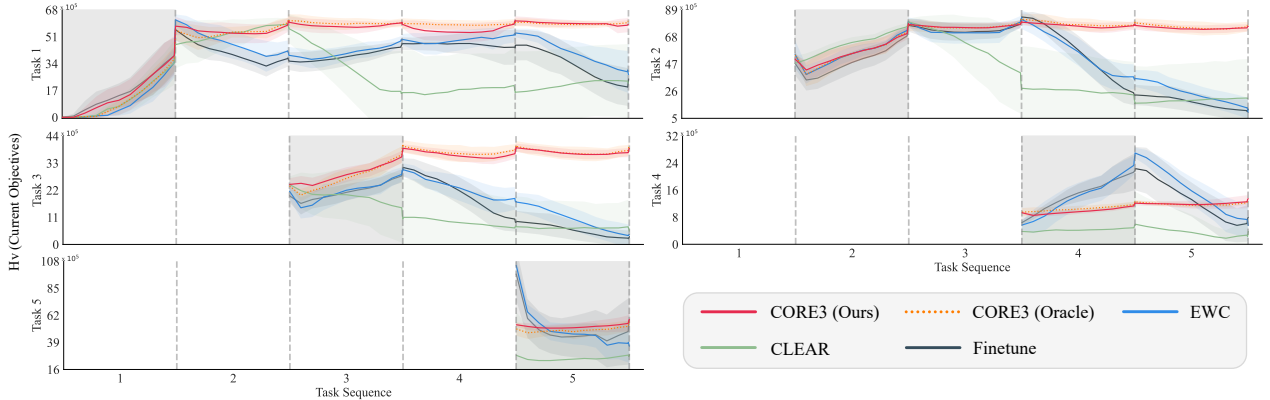 Hv (Current Objectives)
Task 1
68
×10⁵
51
34
17
0
Task 2
89
×10⁵
68
47
26
5
Task 3
44
×10⁵
33
22
11
0
Task 4
32
×10⁵
24
16
8
0
1 2 3 4 5
Task Sequence
Task 5
108
×10⁵
85
62
39
16
1 2 3 4 5
Task Sequence
CORE3 (Ours) CORE3 (Oracle) EWC
CLEAR Finetune